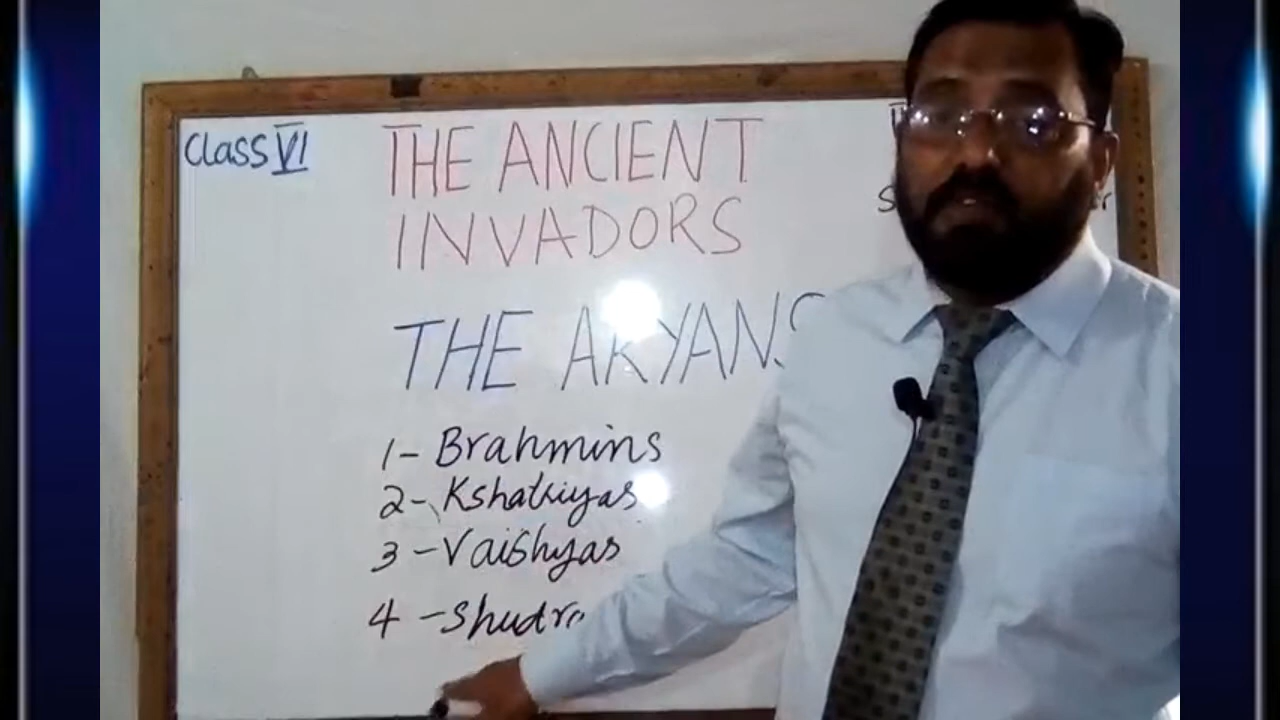 Class VI
THE ANCIENT
INVADORS
THE ARYANS
1- Brahmins
2- Kshatriyas
3 - Vaishyas
4 -